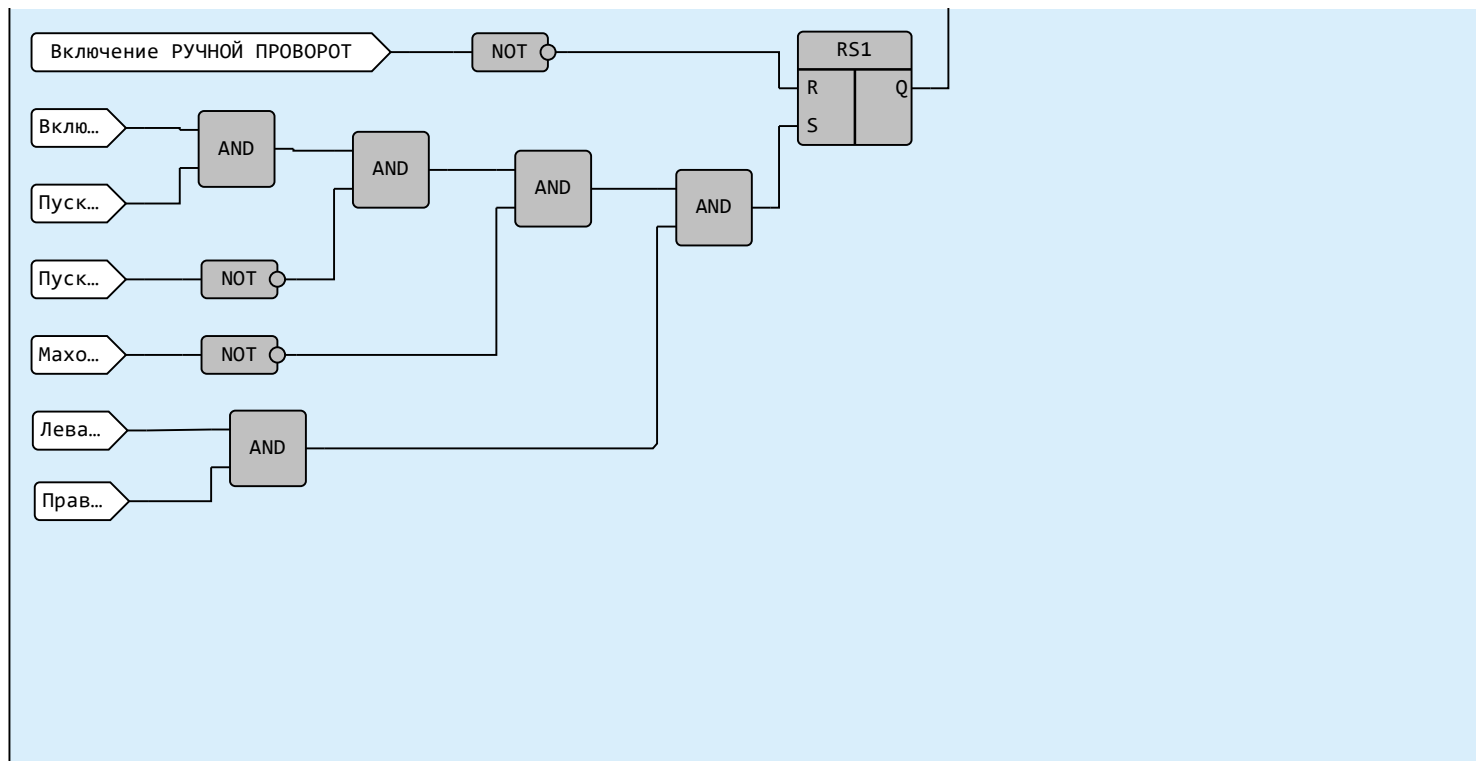 Включение РУЧНОЙ ПРОВОРОТ
NOT
RS1
R
Q
S
Вклю…
AND
AND
AND
AND
Пуск…
Пуск…
NOT
Махо…
NOT
Лева…
AND
Прав…